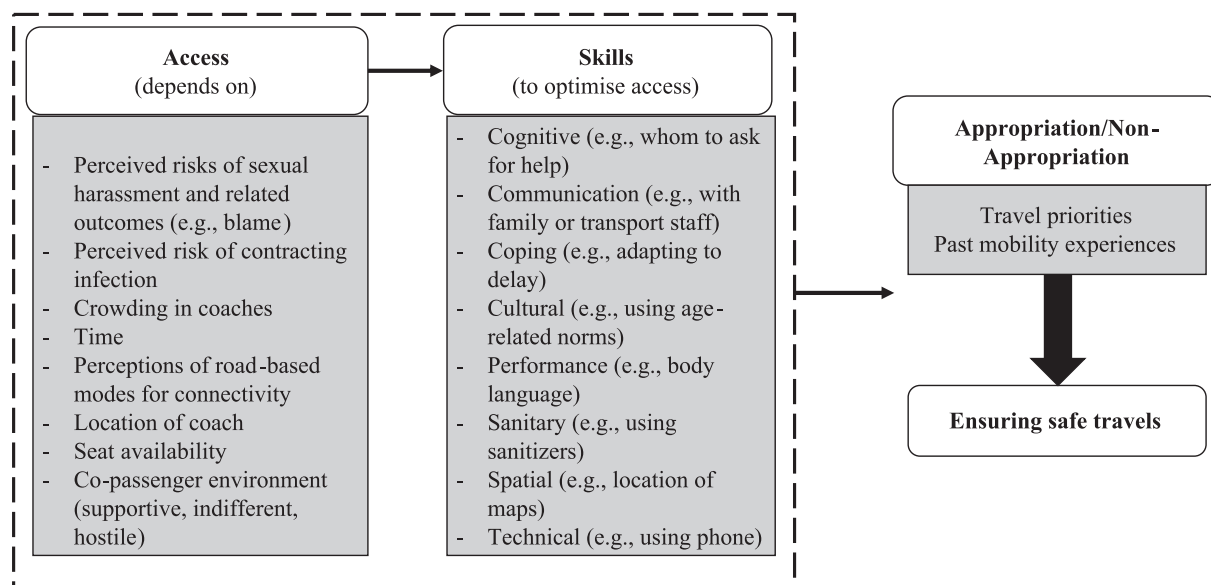 Access
(depends on)
- Perceived risks of sexual
harassment and related
outcomes (e.g., blame)
- Perceived risk of contracting
infection
- Crowding in coaches
- Time
- Perceptions of road-based
modes for connectivity
- Location of coach
- Seat availability
- Co-passenger environment
(supportive, indifferent,
hostile)
Skills
(to optimise access)
- Cognitive (e.g., whom to ask
for help)
- Communication (e.g., with
family or transport staff)
- Coping (e.g., adapting to
delay)
- Cultural (e.g., using age-
related norms)
- Performance (e.g., body
language)
- Sanitary (e.g., using
sanitizers)
- Spatial (e.g., location of
maps)
- Technical (e.g., using phone)
Appropriation/Non-
Appropriation
Travel priorities
Past mobility experiences
Ensuring safe travels